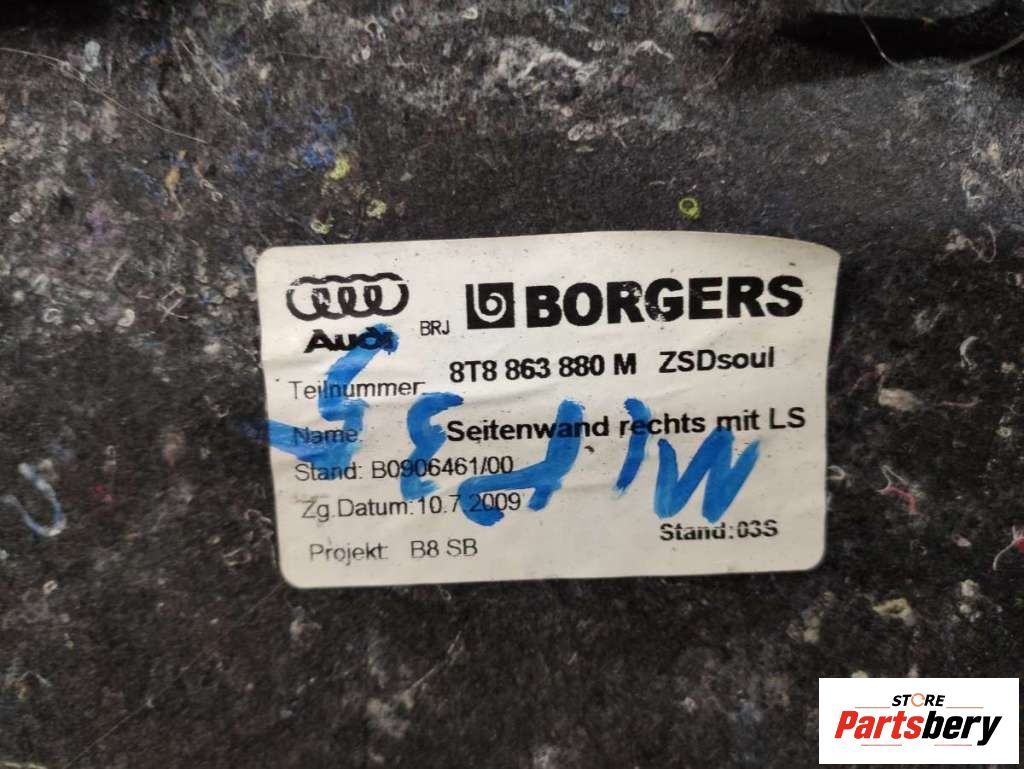 Audi
BRJ BORGERS
Teilnummer 8T8 863 880 M ZSDsoul
Name: Seitenwand rechts mit LS
Stand: B0906461/00
Zg.Datum:10.7.2009
Stand:03S
Projekt: B8 SB
STORE
Partsbery